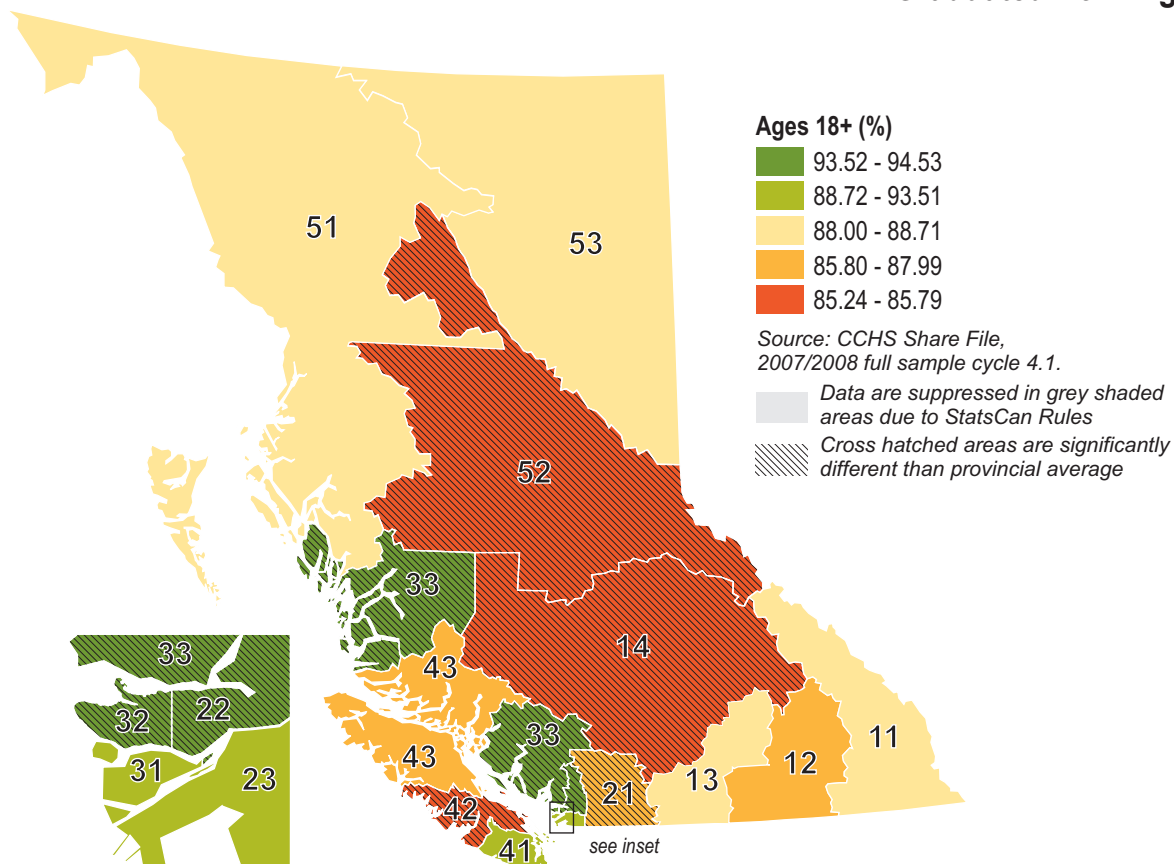 Ages 18+ (%)
93.52 - 94.53
88.72 - 93.51
88.00 - 88.71
85.80 - 87.99
85.24 - 85.79
Source: CCHS Share File,
2007/2008 full sample cycle 4.1.
Data are suppressed in grey shaded
areas due to StatsCan Rules
Cross hatched areas are significantly
different than provincial average
51
53
52
33
14
43
33
43
11
12
13
21
42
41
see inset
33
32
22
31
23